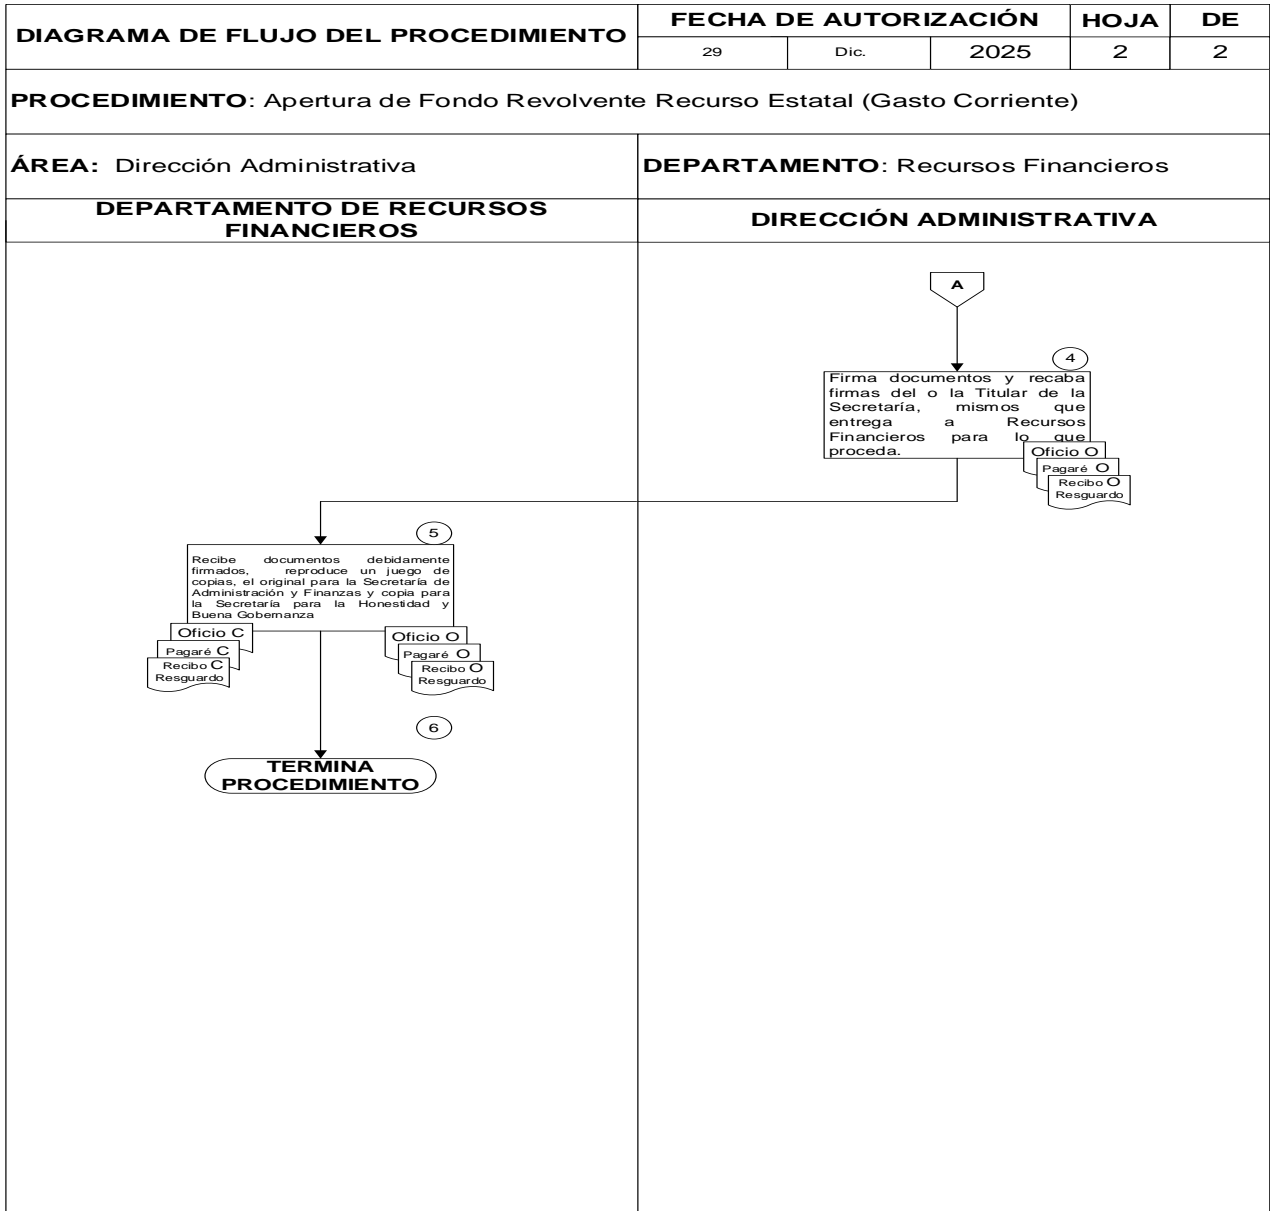 DIAGRAMA DE FLUJO DEL PROCEDIMIENTO
FECHA DE AUTORIZACIÓN
HOJA
DE
29
Dic.
2025
2
2
PROCEDIMIENTO: Apertura de Fondo Revolvente Recurso Estatal (Gasto Corriente)
ÁREA: Dirección Administrativa
DEPARTAMENTO: Recursos Financieros
DEPARTAMENTO DE RECURSOS
FINANCIEROS
DIRECCIÓN ADMINISTRATIVA
A
4
Firma documentos y recaba
firmas del o la Titular de la
Secretaría, mismos que
entrega a Recursos
Financieros para lo que
proceda.
Oficio O
Pagaré O
Recibo O
Resguardo
5
Recibe documentos debidamente
firmados, reproduce un juego de
copias, el original para la Secretaría de
Administración y Finanzas y copia para
la Secretaría para la Honestidad y
Buena Gobernanza
Oficio C
Pagaré C
Recibo C
Resguardo
Oficio O
Pagaré O
Recibo O
Resguardo
6
TERMINA
PROCEDIMIENTO